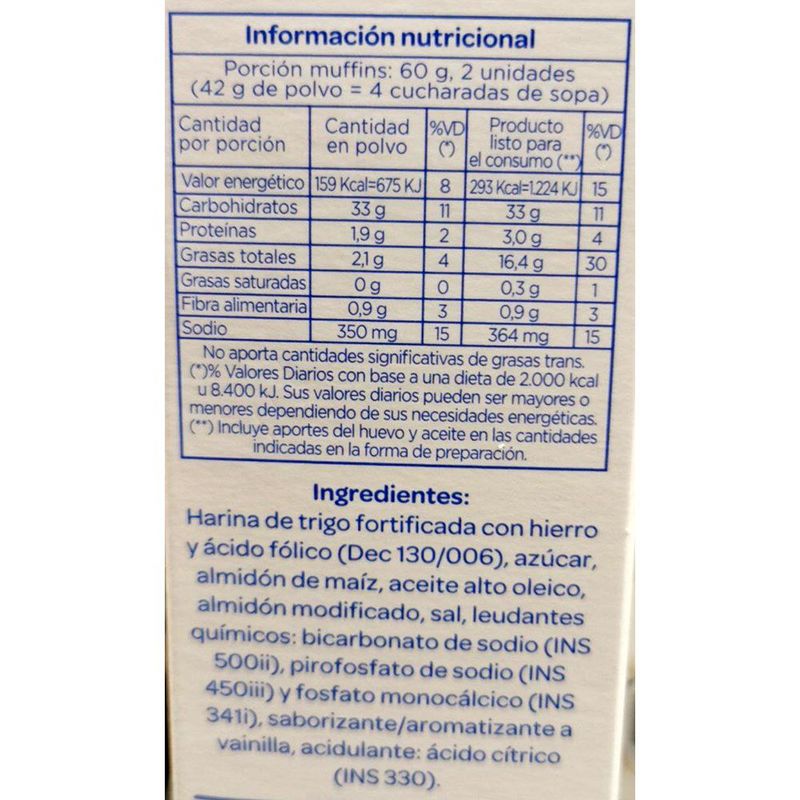 Información nutricional
Porción muffins: 60 g, 2 unidades
(42 g de polvo = 4 cucharadas de sopa)
Cantidad por porción | Cantidad en polvo | %VD (*) | Producto listo para el consumo (**) | %VD (*)
Valor energético | 159 Kcal=675 KJ | 8 | 293 Kcal=1.224 KJ | 15
Carbohidratos | 33 g | 11 | 33 g | 11
Proteínas | 1,9 g | 2 | 3,0 g | 4
Grasas totales | 2,1 g | 4 | 16,4 g | 30
Grasas saturadas | 0 g | 0 | 0,3 g | 1
Fibra alimentaria | 0,9 g | 3 | 0,9 g | 3
Sodio | 350 mg | 15 | 364 mg | 15
No aporta cantidades significativas de grasas trans.
(*)% Valores Diarios con base a una dieta de 2.000 kcal
u 8.400 kJ. Sus valores diarios pueden ser mayores o
menores dependiendo de sus necesidades energéticas.
(**) Incluye aportes del huevo y aceite en las cantidades
indicadas en la forma de preparación.
Ingredientes:
Harina de trigo fortificada con hierro
y ácido fólico (Dec 130/006), azúcar,
almidón de maíz, aceite alto oleico,
almidón modificado, sal, leudantes
químicos: bicarbonato de sodio (INS
500ii), pirofosfato de sodio (INS
450iii) y fosfato monocálcico (INS
341i), saborizante/aromatizante a
vainilla, acidulante: ácido cítrico
(INS 330).